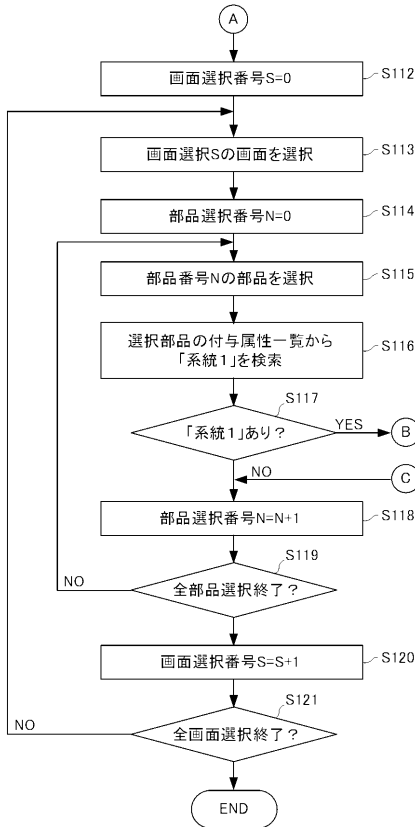 A
画面選択番号S=0
S112
画面選択Sの画面を選択
S113
部品選択番号N=0
S114
部品番号Nの部品を選択
S115
選択部品の付与属性一覧から
「系統1」を検索
S116
S117
「系統1」あり?
YES
B
NO
C
部品選択番号N=N+1
S118
S119
全部品選択終了?
NO
画面選択番号S=S+1
S120
S121
全画面選択終了?
NO
END